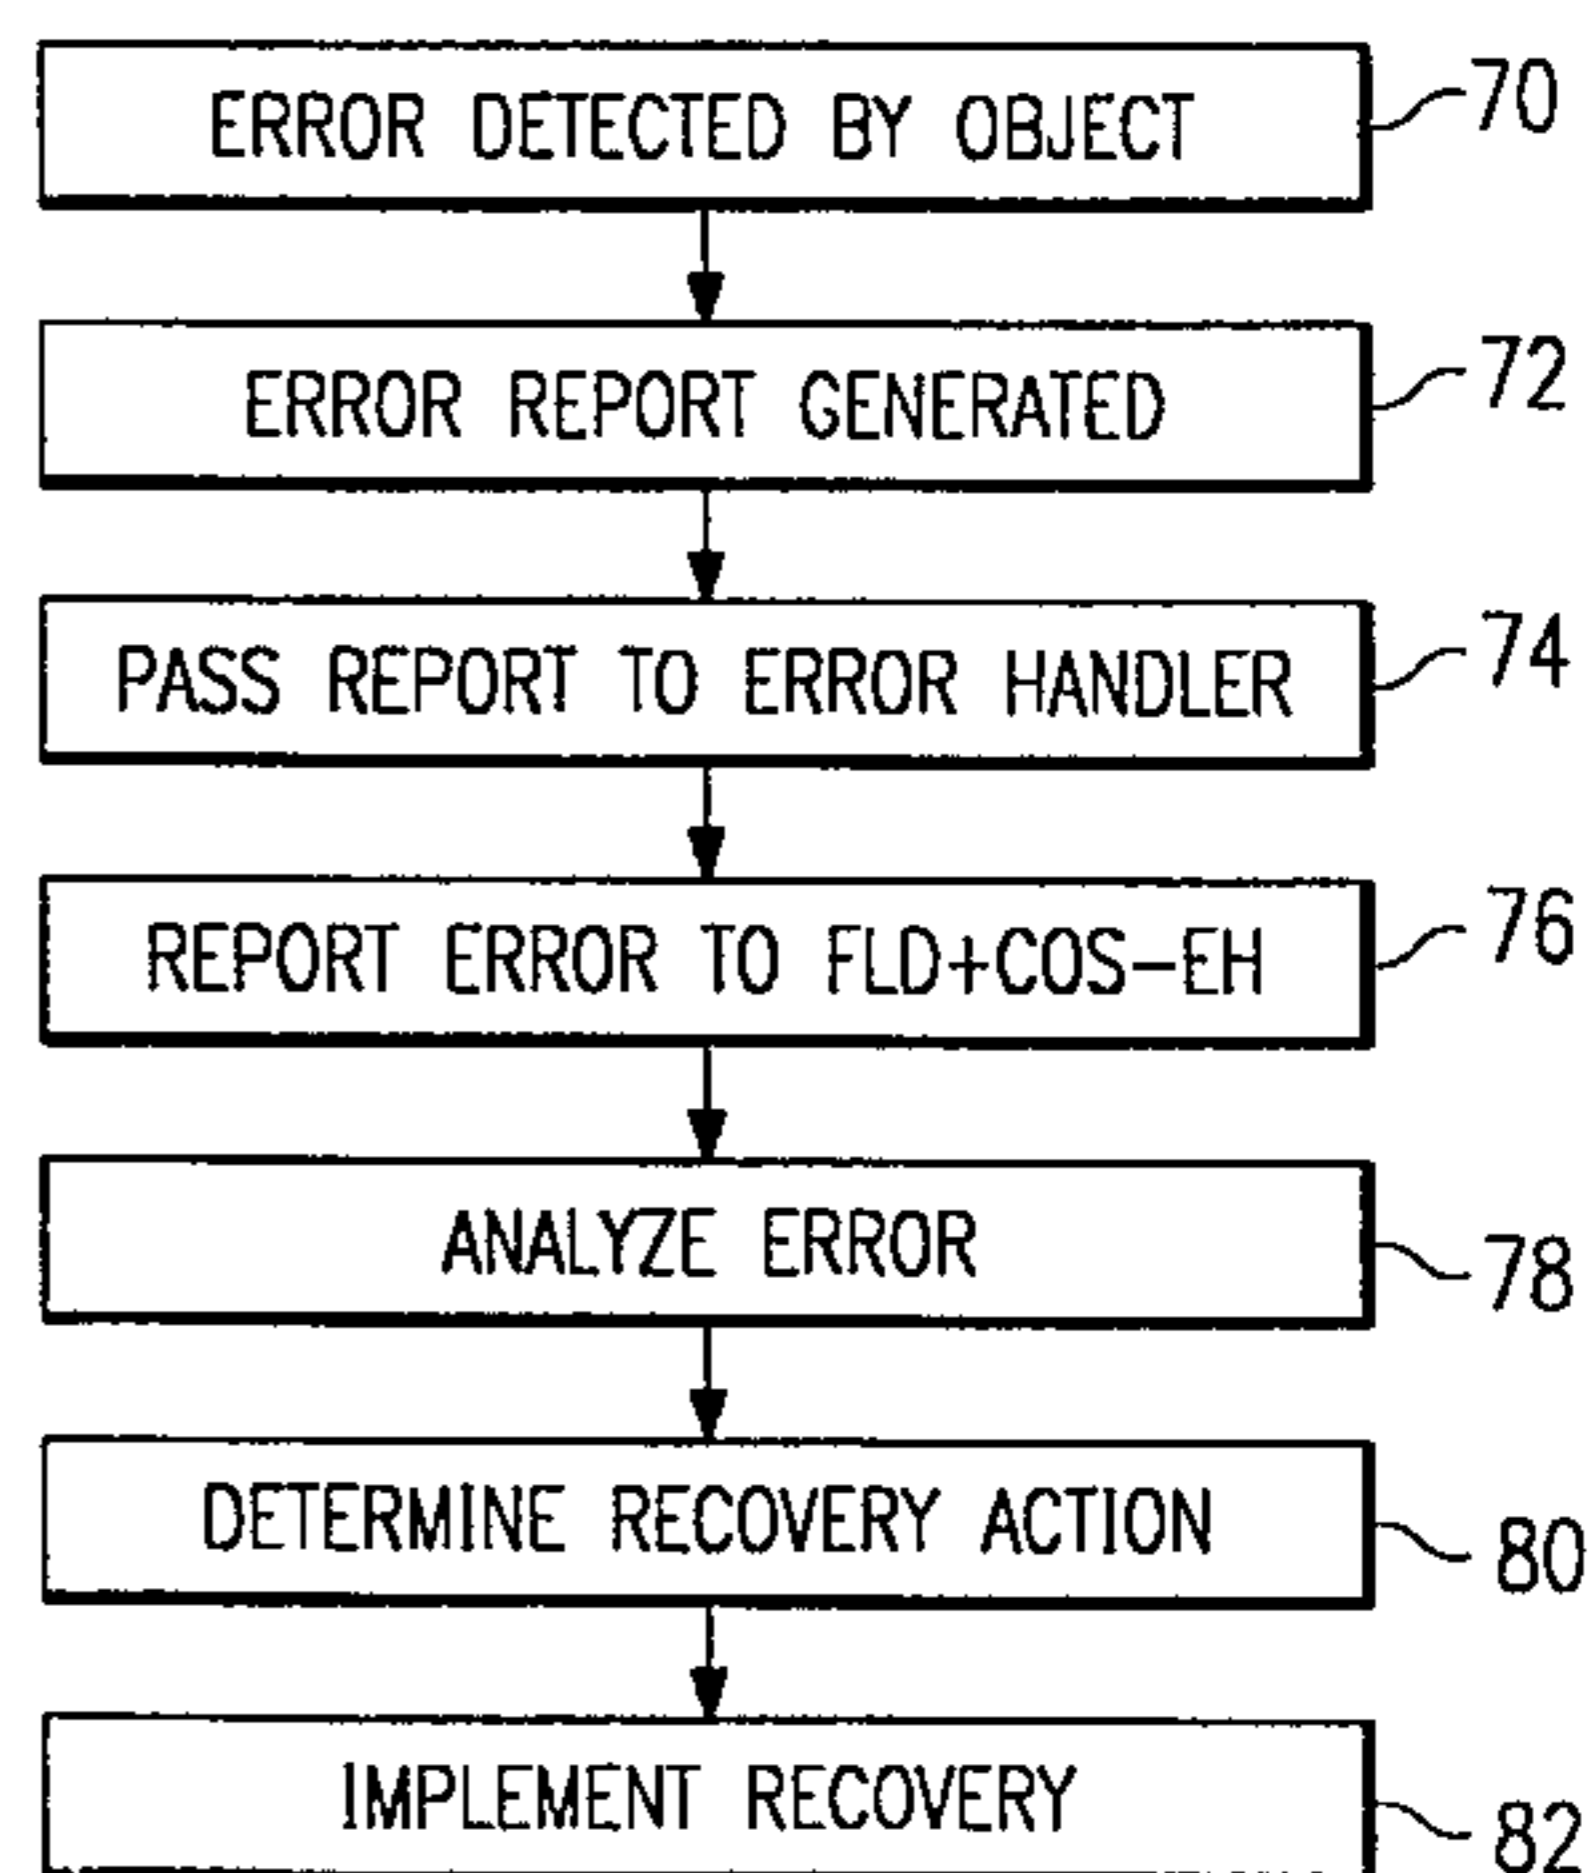 ERROR DETECTED BY OBJECT
70
ERROR REPORT GENERATED
72
PASS REPORT TO ERROR HANDLER
74
REPORT ERROR TO FLD+COS-EH
76
ANALYZE ERROR
78
DETERMINE RECOVERY ACTION
80
IMPLEMENT RECOVERY
82